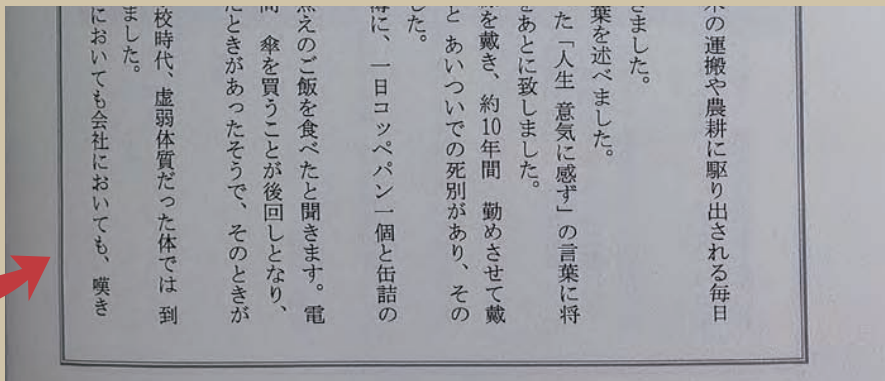 の運搬や農耕に駆り出される毎日
きました。
葉を述べました。
た「人生 意気に感ず」の言葉に将
をあとに致しました。
を戴き、約10年間 勤めさせて戴
と あいついでの死別があり、その
した。
に、一日コッペパン一個と缶詰の
えのご飯を食べたと聞きます。電
傘を買うことが後回しとなり、
たときがあったそうで、そのときが
校時代、虚弱体質だった体では 到
ました。
においても会社においても、嘆き